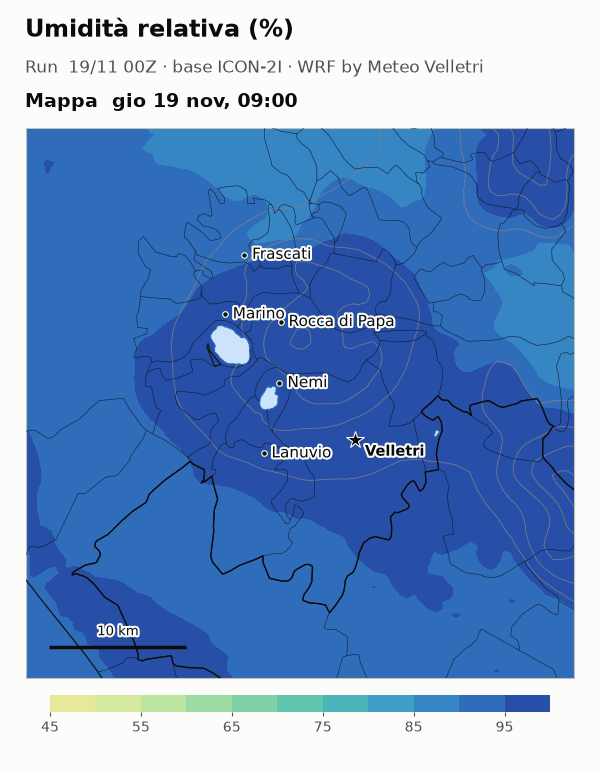 Umidità relativa (%)
Run  19/11 00Z · base ICON-2I · WRF by Meteo Velletri
Mappa  gio 19 nov, 09:00
Frascati
Marino
Rocca di Papa
Nemi
Velletri
Lanuvio
10 km
45 55 65 75 85 95